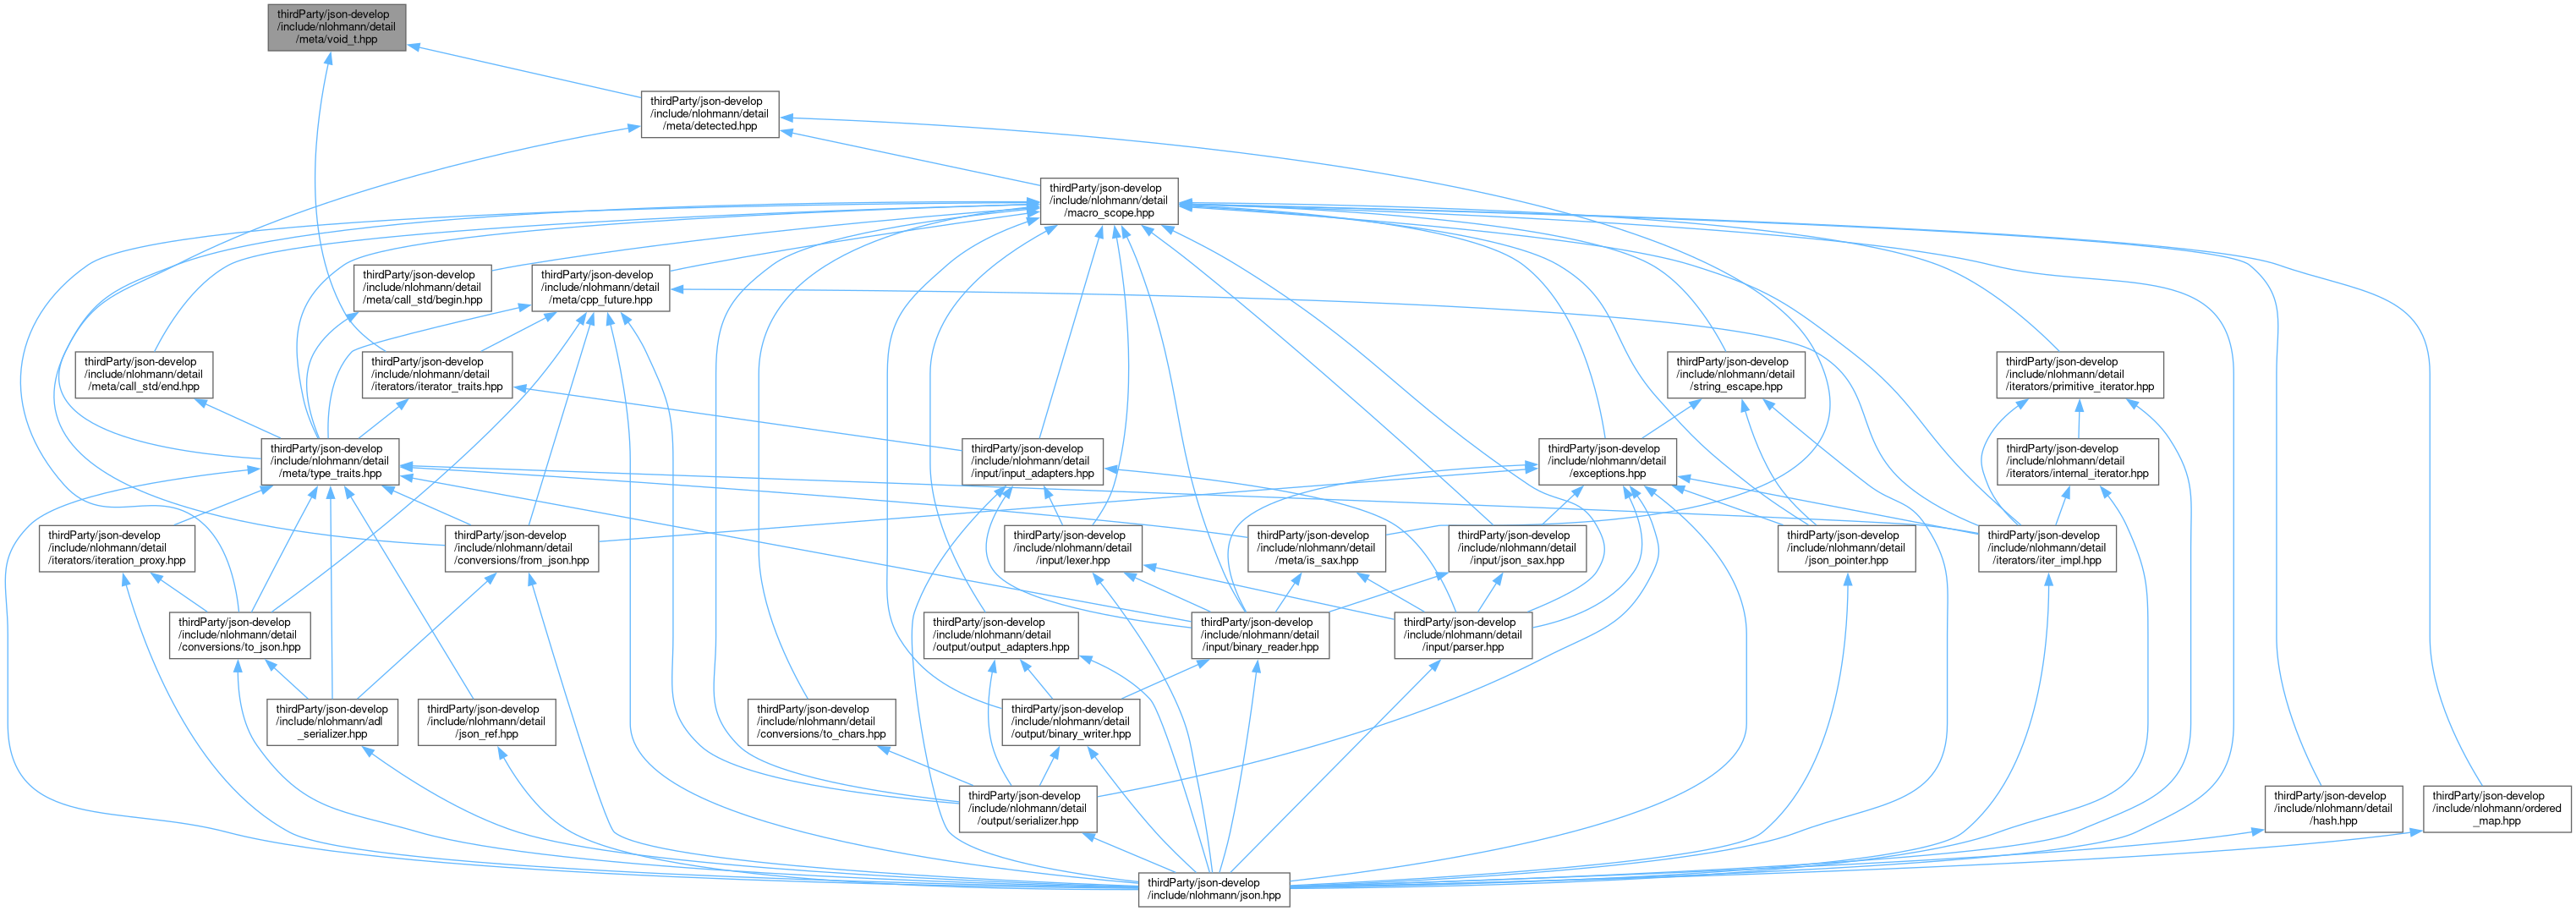 thirdParty/json-develop
/include/nlohmann/detail
/meta/void_t.hpp
thirdParty/json-develop
/include/nlohmann/detail
/meta/detected.hpp
thirdParty/json-develop
/include/nlohmann/detail
/macro_scope.hpp
thirdParty/json-develop
/include/nlohmann/detail
/meta/call_std/begin.hpp
thirdParty/json-develop
/include/nlohmann/detail
/meta/cpp_future.hpp
thirdParty/json-develop
/include/nlohmann/detail
/meta/call_std/end.hpp
thirdParty/json-develop
/include/nlohmann/detail
/iterators/iterator_traits.hpp
thirdParty/json-develop
/include/nlohmann/detail
/string_escape.hpp
thirdParty/json-develop
/include/nlohmann/detail
/iterators/primitive_iterator.hpp
thirdParty/json-develop
/include/nlohmann/detail
/meta/type_traits.hpp
thirdParty/json-develop
/include/nlohmann/detail
/input/input_adapters.hpp
thirdParty/json-develop
/include/nlohmann/detail
/exceptions.hpp
thirdParty/json-develop
/include/nlohmann/detail
/iterators/internal_iterator.hpp
thirdParty/json-develop
/include/nlohmann/detail
/iterators/iteration_proxy.hpp
thirdParty/json-develop
/include/nlohmann/detail
/conversions/from_json.hpp
thirdParty/json-develop
/include/nlohmann/detail
/input/lexer.hpp
thirdParty/json-develop
/include/nlohmann/detail
/meta/is_sax.hpp
thirdParty/json-develop
/include/nlohmann/detail
/input/json_sax.hpp
thirdParty/json-develop
/include/nlohmann/detail
/json_pointer.hpp
thirdParty/json-develop
/include/nlohmann/detail
/iterators/iter_impl.hpp
thirdParty/json-develop
/include/nlohmann/detail
/conversions/to_json.hpp
thirdParty/json-develop
/include/nlohmann/detail
/output/output_adapters.hpp
thirdParty/json-develop
/include/nlohmann/detail
/input/binary_reader.hpp
thirdParty/json-develop
/include/nlohmann/detail
/input/parser.hpp
thirdParty/json-develop
/include/nlohmann/adl
_serializer.hpp
thirdParty/json-develop
/include/nlohmann/detail
/json_ref.hpp
thirdParty/json-develop
/include/nlohmann/detail
/conversions/to_chars.hpp
thirdParty/json-develop
/include/nlohmann/detail
/output/binary_writer.hpp
thirdParty/json-develop
/include/nlohmann/detail
/output/serializer.hpp
thirdParty/json-develop
/include/nlohmann/detail
/hash.hpp
thirdParty/json-develop
/include/nlohmann/ordered
_map.hpp
thirdParty/json-develop
/include/nlohmann/json.hpp